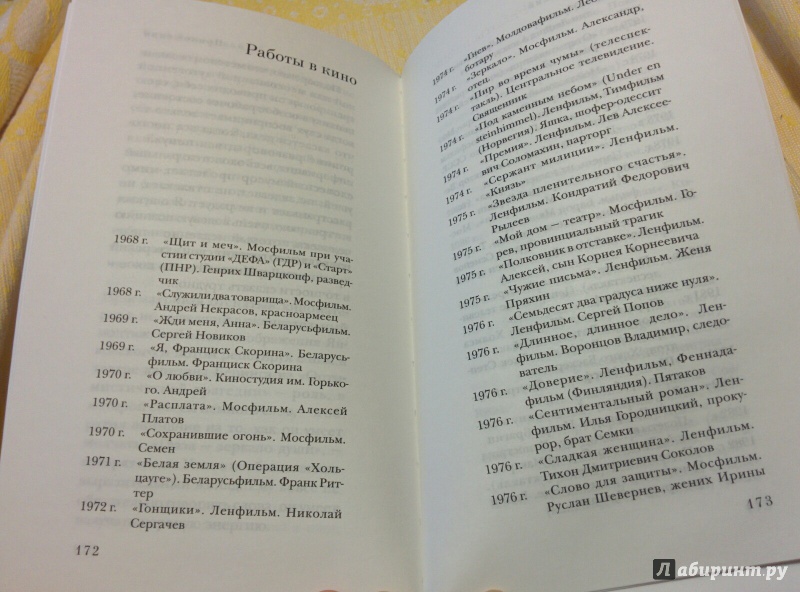 Работы в кино
1968 г. «Щит и меч». Мосфильм при уча-
стии студии «ДЕФА» (ГДР) и «Старт»
(ПНР). Генрих Шварцконф, развед-
чик
1968 г. «Служили два товарища». Мосфильм.
Андрей Некрасов, красноармеец
1969 г. «Жди меня, Анна». Беларусьфильм.
Сергей Новиков
1969 г. «Я, Франциск Скорина». Беларусь-
фильм. Франциск Скорина
1970 г. «О любви». Киностудия им. Горько-
го. Андрей
1970 г. «Расплата». Мосфильм. Алексей
Платов
1970 г. «Сохранившие огонь». Мосфильм.
Семен
1971 г. «Белая земля» (Операция «Холь-
цауге»). Беларусьфильм. Франк Рит-
тер
1972 г. «Гонщики». Ленфильм. Николай
Сергачев
172
1974 г. «Гнев». Молдовафильм.
ботару
1974 г. «Зеркало». Мосфильм. Александр,
отец
1974 г. «Пир во время чумы» (телеспек-
такль). Центральное телевидение.
Священник
1974 г. «Под каменным небом» (Under en
steinhimmel). Ленфильм, Тимфильм
(Норвегия). Яшка, шофер-одессит
1974 г. «Премия». Ленфильм. Лев Алексее-
вич Соломахин, парторг
1974 г. «Сержант милиции». Ленфильм.
«Князь»
1975 г. «Звезда пленительного счастья».
Ленфильм. Кондратий Федорович
Рылеев
1975 г. «Мой дом — театр». Мосфильм. Го-
рев, провинциальный трагик
1975 г. «Полковник в отставке». Ленфильм.
Алексей, сын Корнея Корнеевича
1975 г. «Чужие письма». Ленфильм. Женя
Пряхин
1976 г. «Семьдесят два градуса ниже нуля».
Ленфильм. Сергей Попов
1976 г. «Длинное, длинное дело». Лен-
фильм. Воронцов Владимир, следо-
ватель
1976 г. «Доверие». Ленфильм, Феннада-
фильм (Финляндия). Пятаков
1976 г. «Сентиментальный роман». Лен-
фильм. Илья Городницкий, проку-
рор, брат Семки
1976 г. «Сладкая женщина». Ленфильм.
Тихон Дмитриевич Соколов
1976 г. «Слово для защиты». Мосфильм.
Руслан Шевернев, жених Ирины
173
Лабиринт.ру